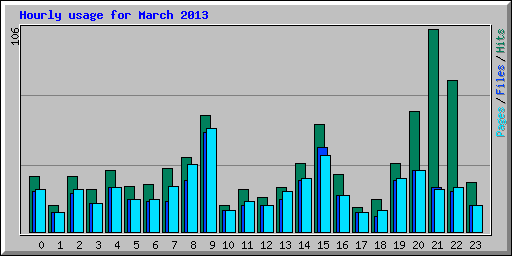 Hourly usage for March 2013
106
Pages/Files/Hits
0 1 2 3 4 5 6 7 8 9 10 11 12 13 14 15 16 17 18 19 20 21 22 23